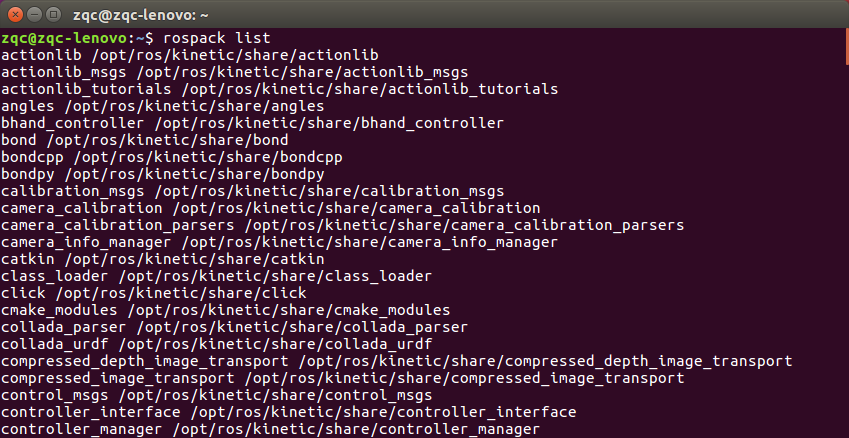 zqc@zqc-lenovo: ~
zqc@zqc-lenovo:~$ rospack list
actionlib /opt/ros/kinetic/share/actionlib
actionlib_msgs /opt/ros/kinetic/share/actionlib_msgs
actionlib_tutorials /opt/ros/kinetic/share/actionlib_tutorials
angles /opt/ros/kinetic/share/angles
bhand_controller /opt/ros/kinetic/share/bhand_controller
bond /opt/ros/kinetic/share/bond
bondcpp /opt/ros/kinetic/share/bondcpp
bondpy /opt/ros/kinetic/share/bondpy
calibration_msgs /opt/ros/kinetic/share/calibration_msgs
camera_calibration /opt/ros/kinetic/share/camera_calibration
camera_calibration_parsers /opt/ros/kinetic/share/camera_calibration_parsers
camera_info_manager /opt/ros/kinetic/share/camera_info_manager
catkin /opt/ros/kinetic/share/catkin
class_loader /opt/ros/kinetic/share/class_loader
click /opt/ros/kinetic/share/click
cmake_modules /opt/ros/kinetic/share/cmake_modules
collada_parser /opt/ros/kinetic/share/collada_parser
collada_urdf /opt/ros/kinetic/share/collada_urdf
compressed_depth_image_transport /opt/ros/kinetic/share/compressed_depth_image_transport
compressed_image_transport /opt/ros/kinetic/share/compressed_image_transport
control_msgs /opt/ros/kinetic/share/control_msgs
controller_interface /opt/ros/kinetic/share/controller_interface
controller_manager /opt/ros/kinetic/share/controller_manager